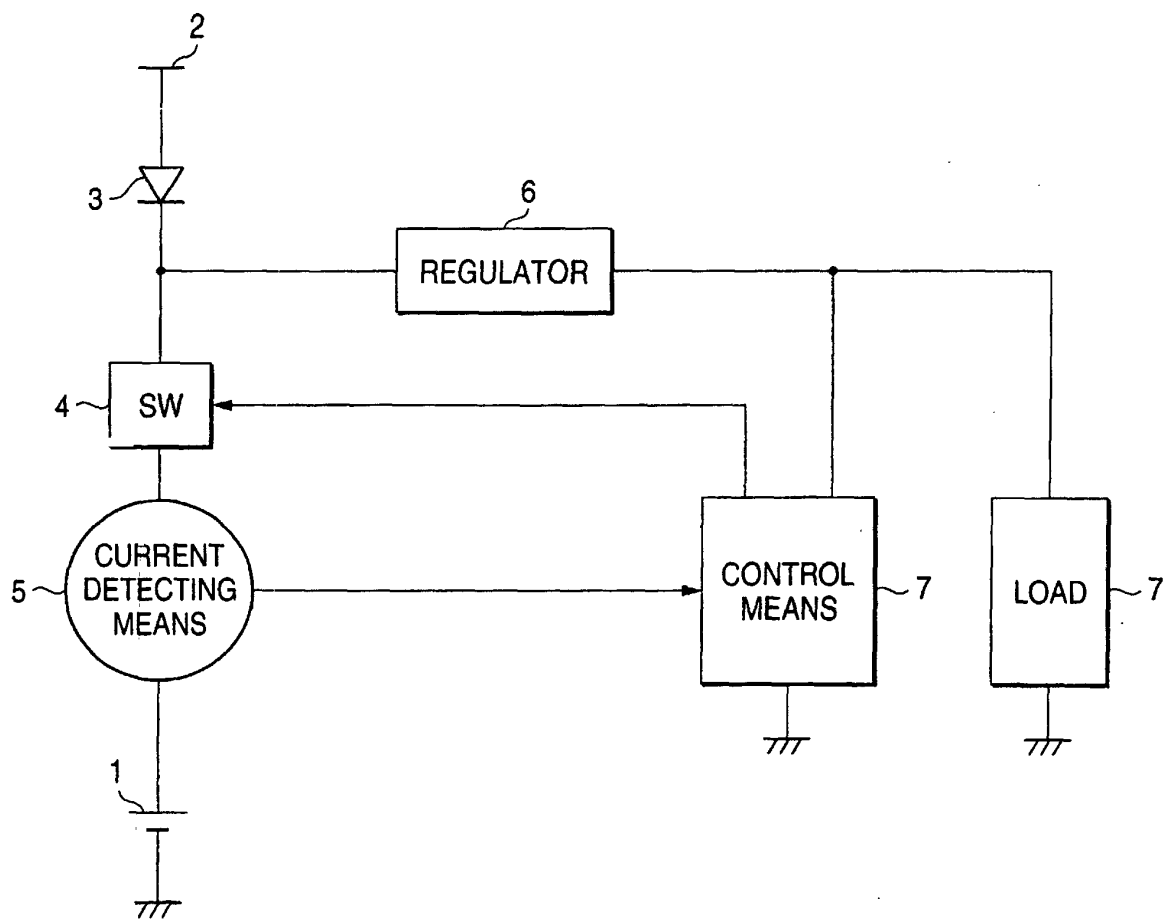 2
3
6
REGULATOR
4
SW
CURRENT
DETECTING
MEANS
5
CONTROL
MEANS
7
LOAD
7
1